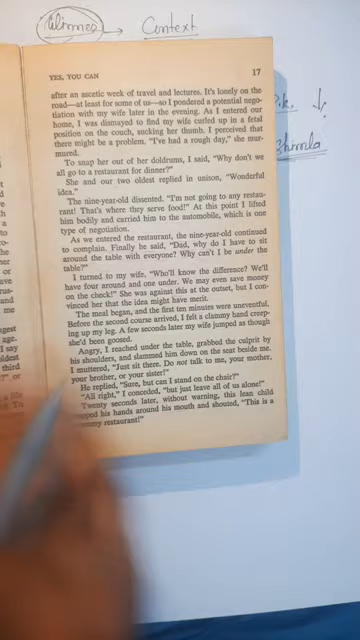 Context
YES, YOU CAN 17
after an ascetic week of travel and lectures. It's lonely on the
road—at least for some of us—so I pondered a potential nego-
tiation with my wife later in the evening. As I entered our
home, I was dismayed to find my wife curled up in a fetal
position on the couch, sucking her thumb. I perceived that
there might be a problem. "I've had a rough day," she mur-
mured.
To snap her out of her doldrums, I said, "Why don't we
all go to a restaurant for dinner?"
She and our two oldest replied in unison, "Wonderful
idea."
The nine-year-old dissented. "I'm not going to any restau-
rant! That's where they serve food!" At this point I lifted
him bodily and carried him to the automobile, which is one
type of negotiation.
As we entered the restaurant, the nine-year-old continued
to complain. Finally he said, "Dad, why do I have to sit
around the table with everyone? Why can't I be under the
table?"
I turned to my wife, "Who'll know the difference? We'll
have four around and one under. We may even save money
on the check!" She was against this at the outset, but I con-
vinced her that the idea might have merit.
The meal began, and the first ten minutes were uneventful.
Before the second course arrived, I felt a clammy hand creep-
ing up my leg. A few seconds later my wife jumped as though
she'd been goosed.
Angry, I reached under the table, grabbed the culprit by
his shoulders, and slammed him down on the seat beside me.
I muttered, "Just sit there. Do not talk to me, your mother,
your brother, or your sister!"
He replied, "Sure, but can I stand on the chair?"
"All right," I conceded, "but just leave all of us alone!"
Twenty seconds later, without warning, this lean child
his hands around his mouth and shouted, "This is a
restaurant!"